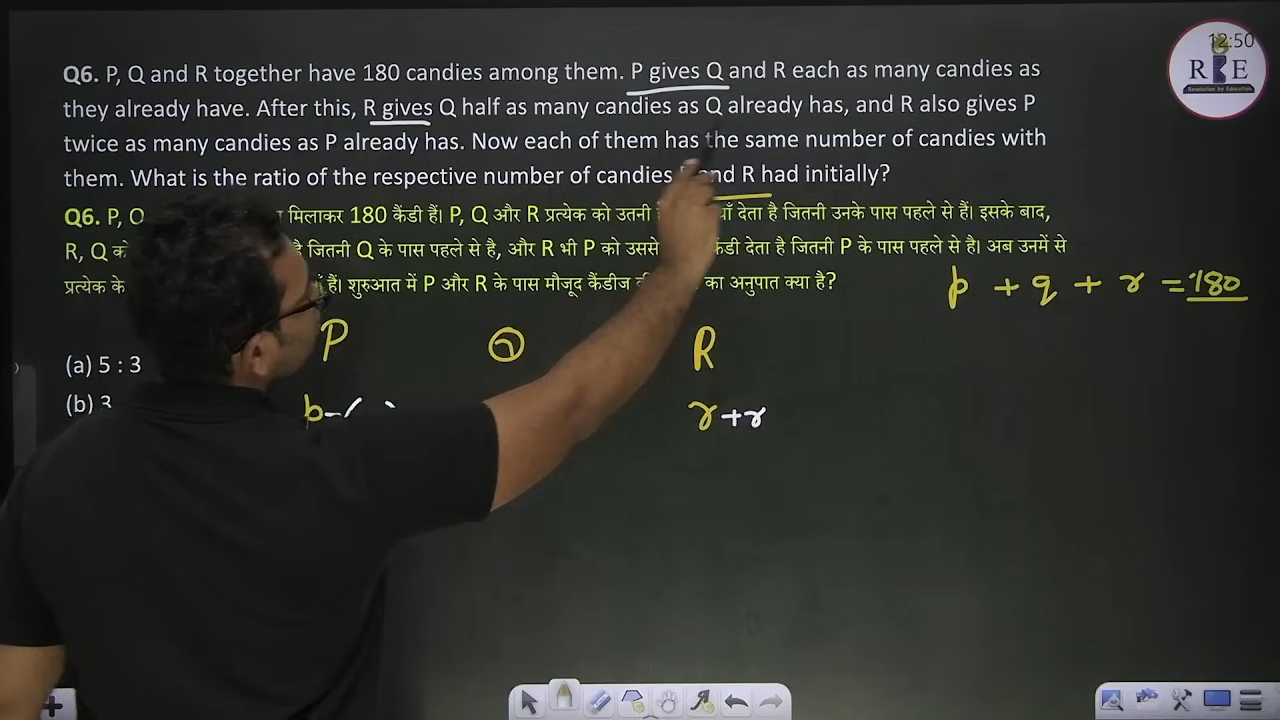 12:50
R E
Revolution by Education
Q6. P, Q and R together have 180 candies among them. P gives Q and R each as many candies as
they already have. After this, R gives Q half as many candies as Q already has, and R also gives P
twice as many candies as P already has. Now each of them has the same number of candies with
them. What is the ratio of the respective number of candies and R had initially?
Q6. P, Q मिलाकर 180 कैंडी हैं। P, Q और R प्रत्येक को उतनी देता है जितनी उनके पास पहले से हैं। इसके बाद,
R, Q को है जितनी Q के पास पहले से है, और R भी P को उससे कैंडी देता है जितनी P के पास पहले से है। अब उनमें से
प्रत्येक के हैं। शुरुआत में P और R के पास मौजूद कैंडीज का अनुपात क्या है?
p + q + r = 180
P Q R
(a) 5 : 3
(b) 3
p-( r+r